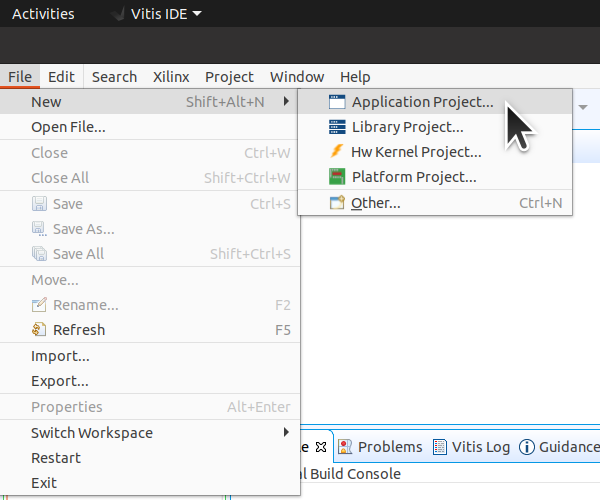 Activities Vitis IDE
File Edit Search Xilinx Project Window Help
New Shift+Alt+N
Open File...
Close Ctrl+W
Close All Shift+Ctrl+W
Save Ctrl+S
Save As...
Save All Shift+Ctrl+S
Move...
Rename... F2
Refresh F5
Import...
Export...
Properties Alt+Enter
Switch Workspace
Restart
Exit
Application Project...
Library Project...
Hw Kernel Project...
Platform Project...
Other... Ctrl+N
e Problems Vitis Log Guidance
al Build Console